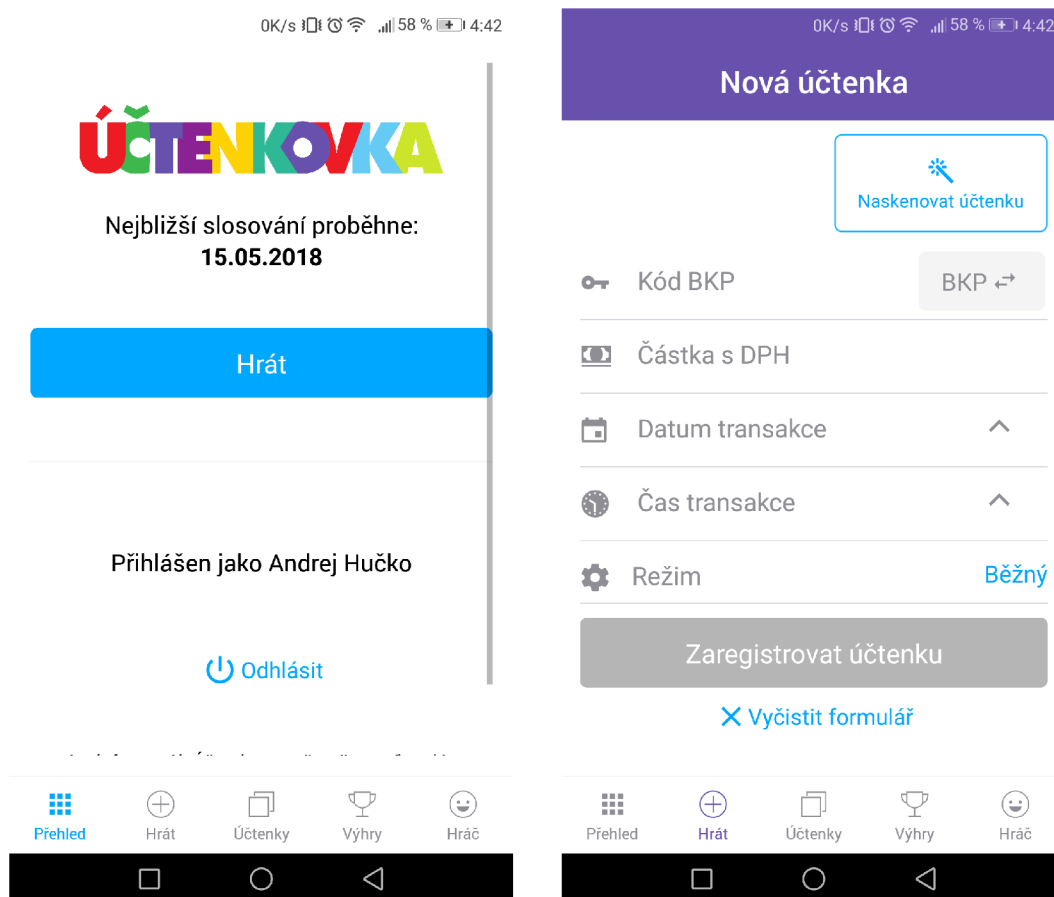 0K/s 58 % 4:42
ÚČTENKOVKA
Nejbližší slosování proběhne:
15.05.2018
Hrát
Přihlášen jako Andrej Hučko
Odhlásit
Přehled Hrát Účtenky Výhry Hráč
0K/s 58 % 4:42
Nová účtenka
Naskenovat účtenku
Kód BKP BKP
Částka s DPH
Datum transakce
Čas transakce
Režim Běžný
Zaregistrovat účtenku
Vyčistit formulář
Přehled Hrát Účtenky Výhry Hráč